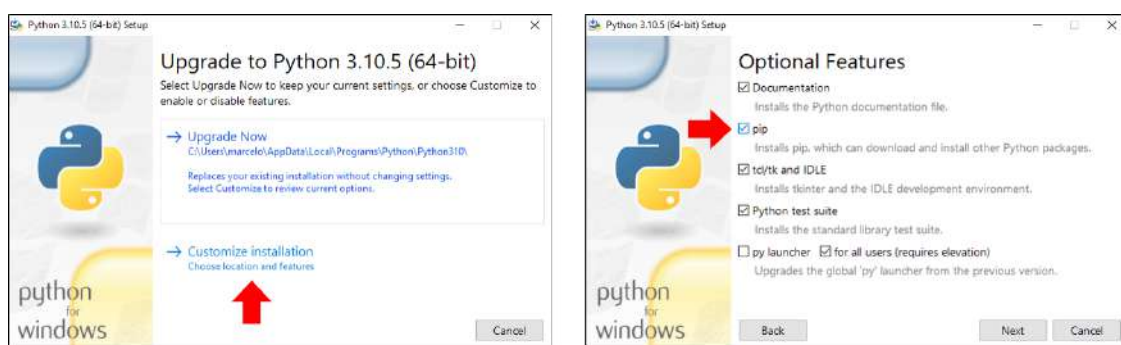 Python 3.10.5 (64-bit) Setup
Upgrade to Python 3.10.5 (64-bit)
Select Upgrade Now to keep your current settings, or choose Customize to
enable or disable features.
Upgrade Now
C:\Users\marcelo\AppData\Local\Programs\Python\Python310\
Replaces your existing installation without changing settings.
Select Customize to review current options.
Customize installation
Choose location and features
python
for
windows
Cancel
Python 3.10.5 (64-bit) Setup
Optional Features
Documentation
Installs the Python documentation file.
pip
Installs pip, which can download and install other Python packages.
tcl/tk and IDLE
Installs tkinter and the IDLE development environment.
Python test suite
Installs the standard library test suite.
py launcher for all users (requires elevation)
Upgrades the global 'py' launcher from the previous version.
python
for
windows
Back Next Cancel